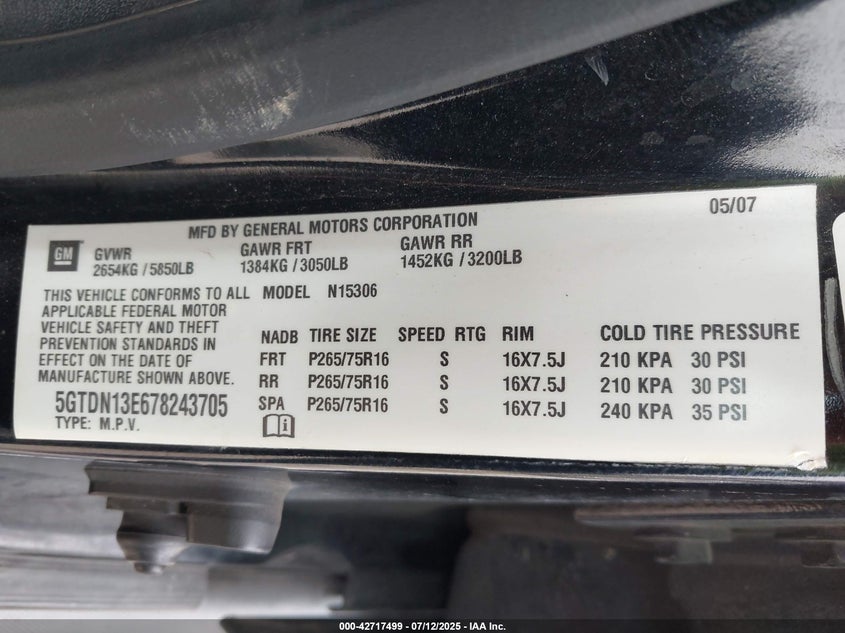 05/07
MFD BY GENERAL MOTORS CORPORATION
GM GVWR GAWR FRT GAWR RR
2654KG / 5850LB 1384KG / 3050LB 1452KG / 3200LB
THIS VEHICLE CONFORMS TO ALL MODEL N15306
APPLICABLE FEDERAL MOTOR
VEHICLE SAFETY AND THEFT
PREVENTION STANDARDS IN
EFFECT ON THE DATE OF
MANUFACTURE SHOWN ABOVE.
5GTDN13E678243705
TYPE: M.P.V.
NADB TIRE SIZE SPEED RTG RIM COLD TIRE PRESSURE
FRT P265/75R16 S 16X7.5J 210 KPA 30 PSI
RR P265/75R16 S 16X7.5J 210 KPA 30 PSI
SPA P265/75R16 S 16X7.5J 240 KPA 35 PSI
000-42717499 - 07/12/2025 - IAA Inc.